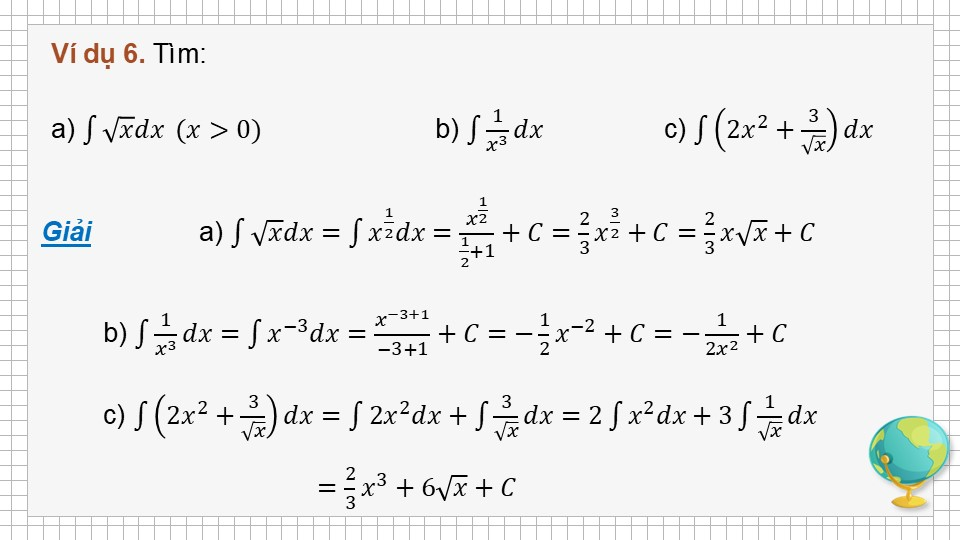 Ví dụ 6. Tìm:
a) ∫ √x dx (x > 0) b) ∫ 1/x³ dx c) ∫ (2x² + 3/√x) dx
Giải a) ∫ √x dx = ∫ x^(1/2) dx = x^(1/2)/(1/2+1) + C = 2/3 x^(3/2) + C = 2/3 x√x + C
b) ∫ 1/x³ dx = ∫ x⁻³ dx = x^(−3+1)/(−3+1) + C = −1/2 x⁻² + C = −1/(2x²) + C
c) ∫ (2x² + 3/√x) dx = ∫ 2x² dx + ∫ 3/√x dx = 2 ∫ x² dx + 3 ∫ 1/√x dx
= 2/3 x³ + 6√x + C